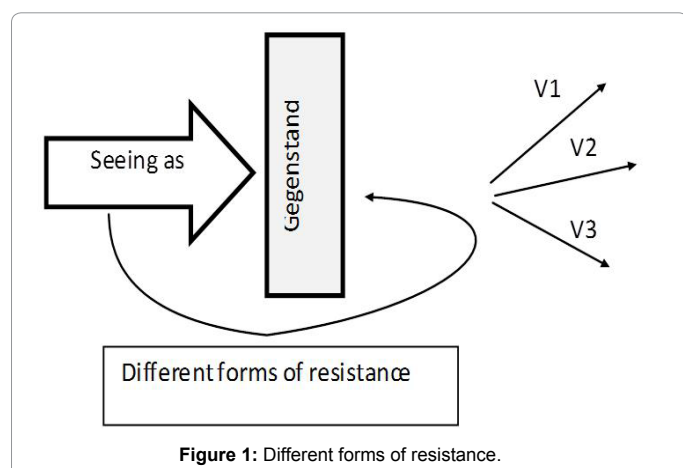 Seeing as
Gegenstand
V1
V2
V3
Different forms of resistance
Figure 1: Different forms of resistance.